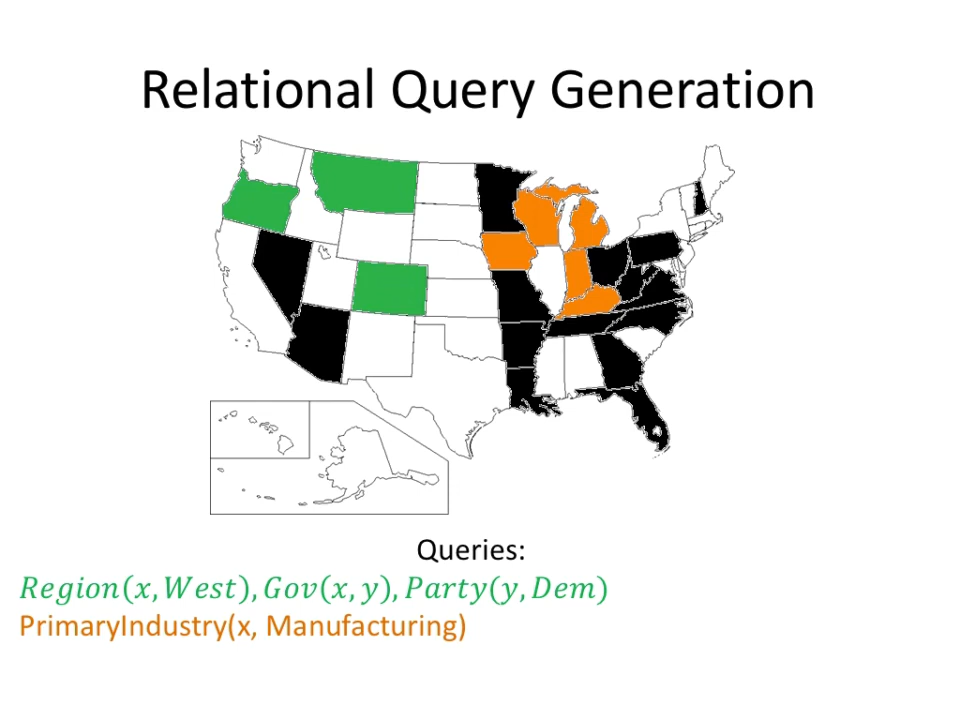 Relational Query Generation
Queries:
Region(x, West), Gov(x, y), Party(y, Dem)
PrimaryIndustry(x, Manufacturing)